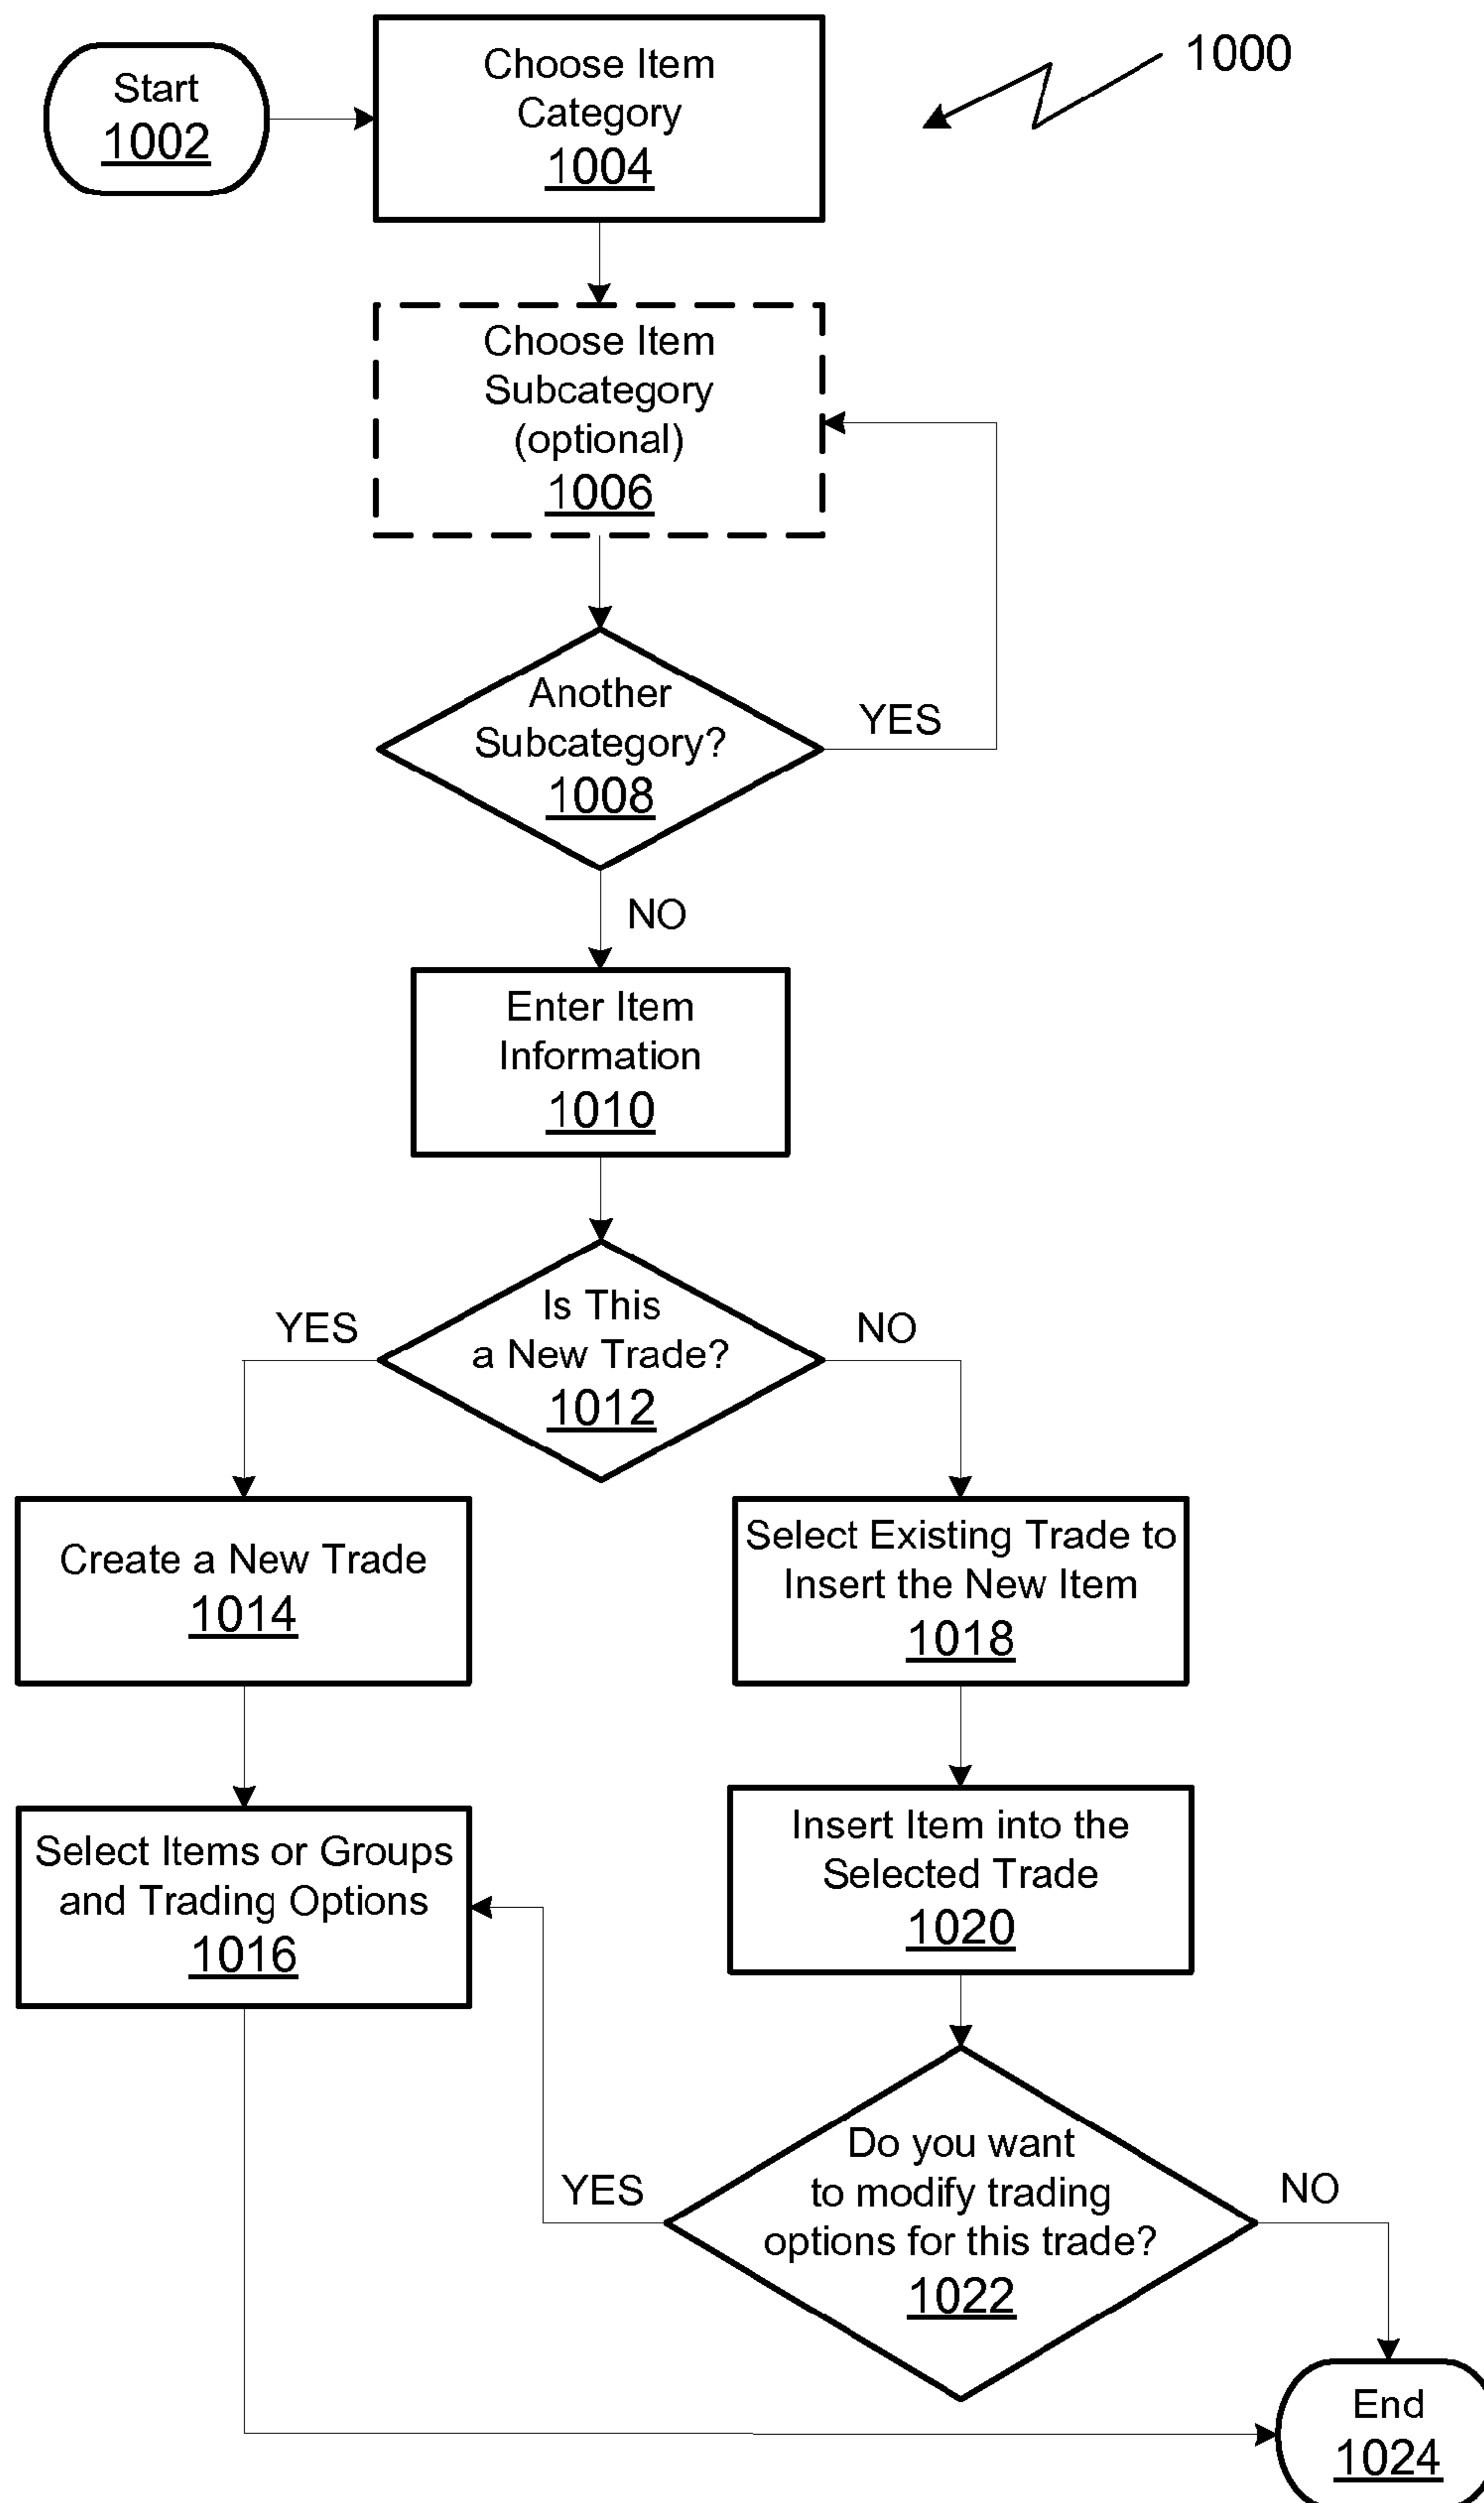 Start
1002
Choose Item
Category
1004
1000
Choose Item
Subcategory
(optional)
1006
Another
Subcategory?
1008
YES
NO
Enter Item
Information
1010
Is This
a New Trade?
1012
YES
NO
Create a New Trade
1014
Select Existing Trade to
Insert the New Item
1018
Select Items or Groups
and Trading Options
1016
Insert Item into the
Selected Trade
1020
Do you want
to modify trading
options for this trade?
1022
YES
NO
End
1024